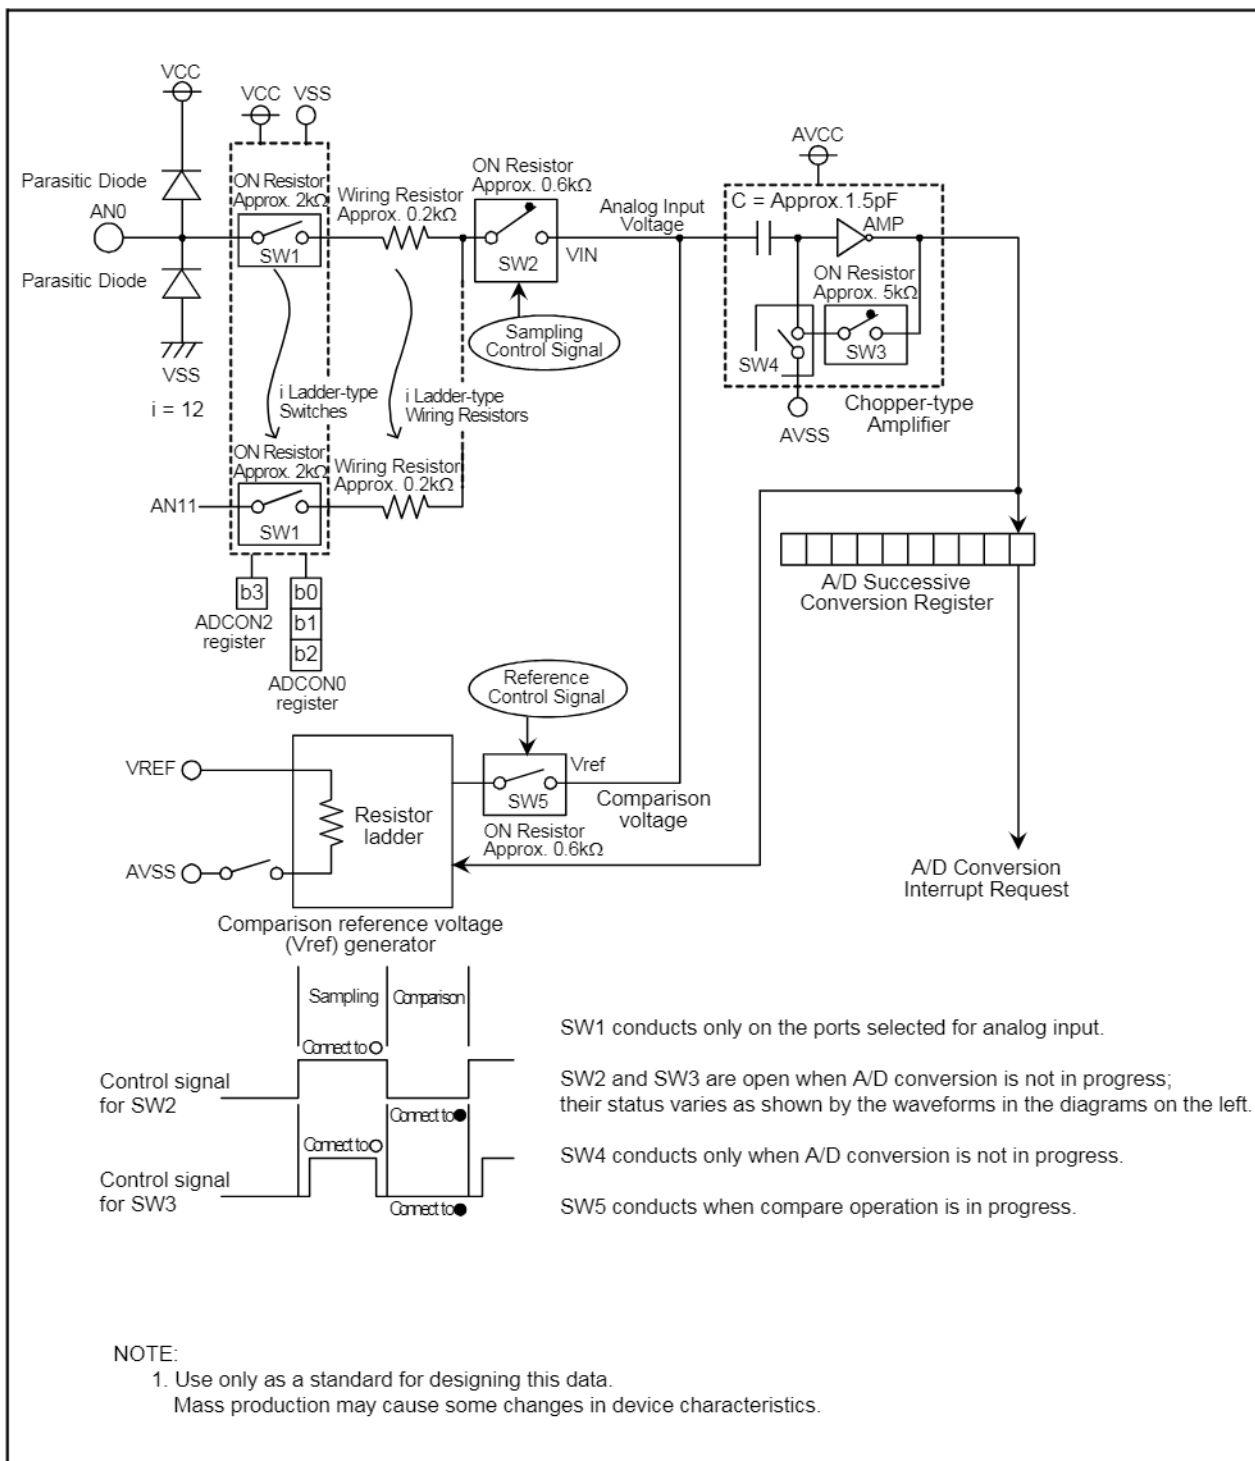 VCC
VCC
VSS
AVCC
Parasitic Diode
AN0
Parasitic Diode
VSS
i = 12
ON Resistor
Approx. 2kΩ
SW1
Wiring Resistor
Approx. 0.2kΩ
ON Resistor
Approx. 0.6kΩ
SW2
VIN
Analog Input
Voltage
C = Approx.1.5pF
AMP
ON Resistor
Approx. 5kΩ
SW3
SW4
AVSS
Chopper-type
Amplifier
Sampling
Control Signal
i Ladder-type
Switches
i Ladder-type
Wiring Resistors
ON Resistor
Approx. 2kΩ
SW1
Wiring Resistor
Approx. 0.2kΩ
AN11
b3
ADCON2
register
b0
b1
b2
ADCON0
register
A/D Successive
Conversion Register
Reference
Control Signal
VREF
AVSS
Resistor
ladder
Vref
SW5
ON Resistor
Approx. 0.6kΩ
Comparison
voltage
A/D Conversion
Interrupt Request
Comparison reference voltage
(Vref) generator
Sampling
Comparison
Connect to
Control signal
for SW2
Connect to
Connect to
Control signal
for SW3
Connect to
SW1 conducts only on the ports selected for analog input.
SW2 and SW3 are open when A/D conversion is not in progress;
their status varies as shown by the waveforms in the diagrams on the left.
SW4 conducts only when A/D conversion is not in progress.
SW5 conducts when compare operation is in progress.
NOTE:
1. Use only as a standard for designing this data.
Mass production may cause some changes in device characteristics.